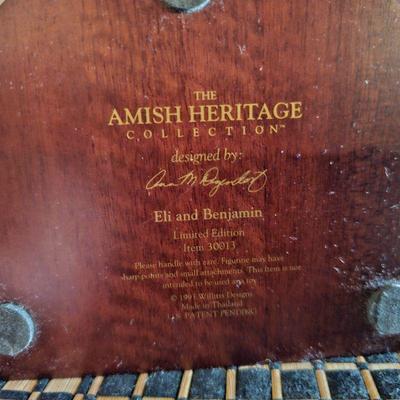 THE
AMISH HERITAGE
COLLECTION™
designed by:
Eli and Benjamin
Limited Edition
Item 30013
Please handle with care. Figurine may have
sharp points and small attachments. This item is not
intended to be used as a toy.
© 1993 Willitts Designs
Made in Thailand
U.S. PATENT PENDING